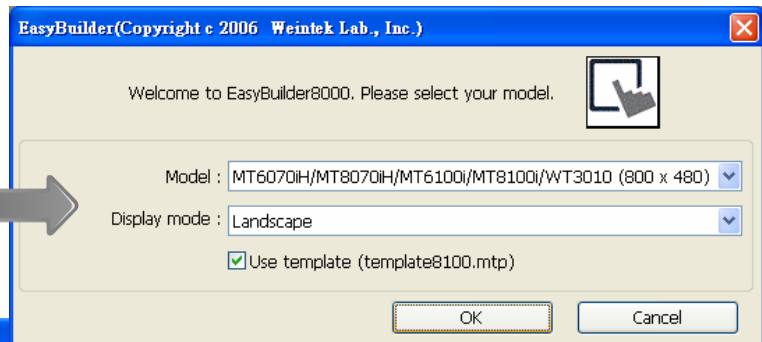 EasyBuilder(Copyright c 2006 Weintek Lab., Inc.)
Welcome to EasyBuilder8000. Please select your model.
Model : MT6070iH/MT8070iH/MT6100i/MT8100i/WT3010 (800 x 480)
Display mode : Landscape
Use template (template8100.mtp)
OK Cancel